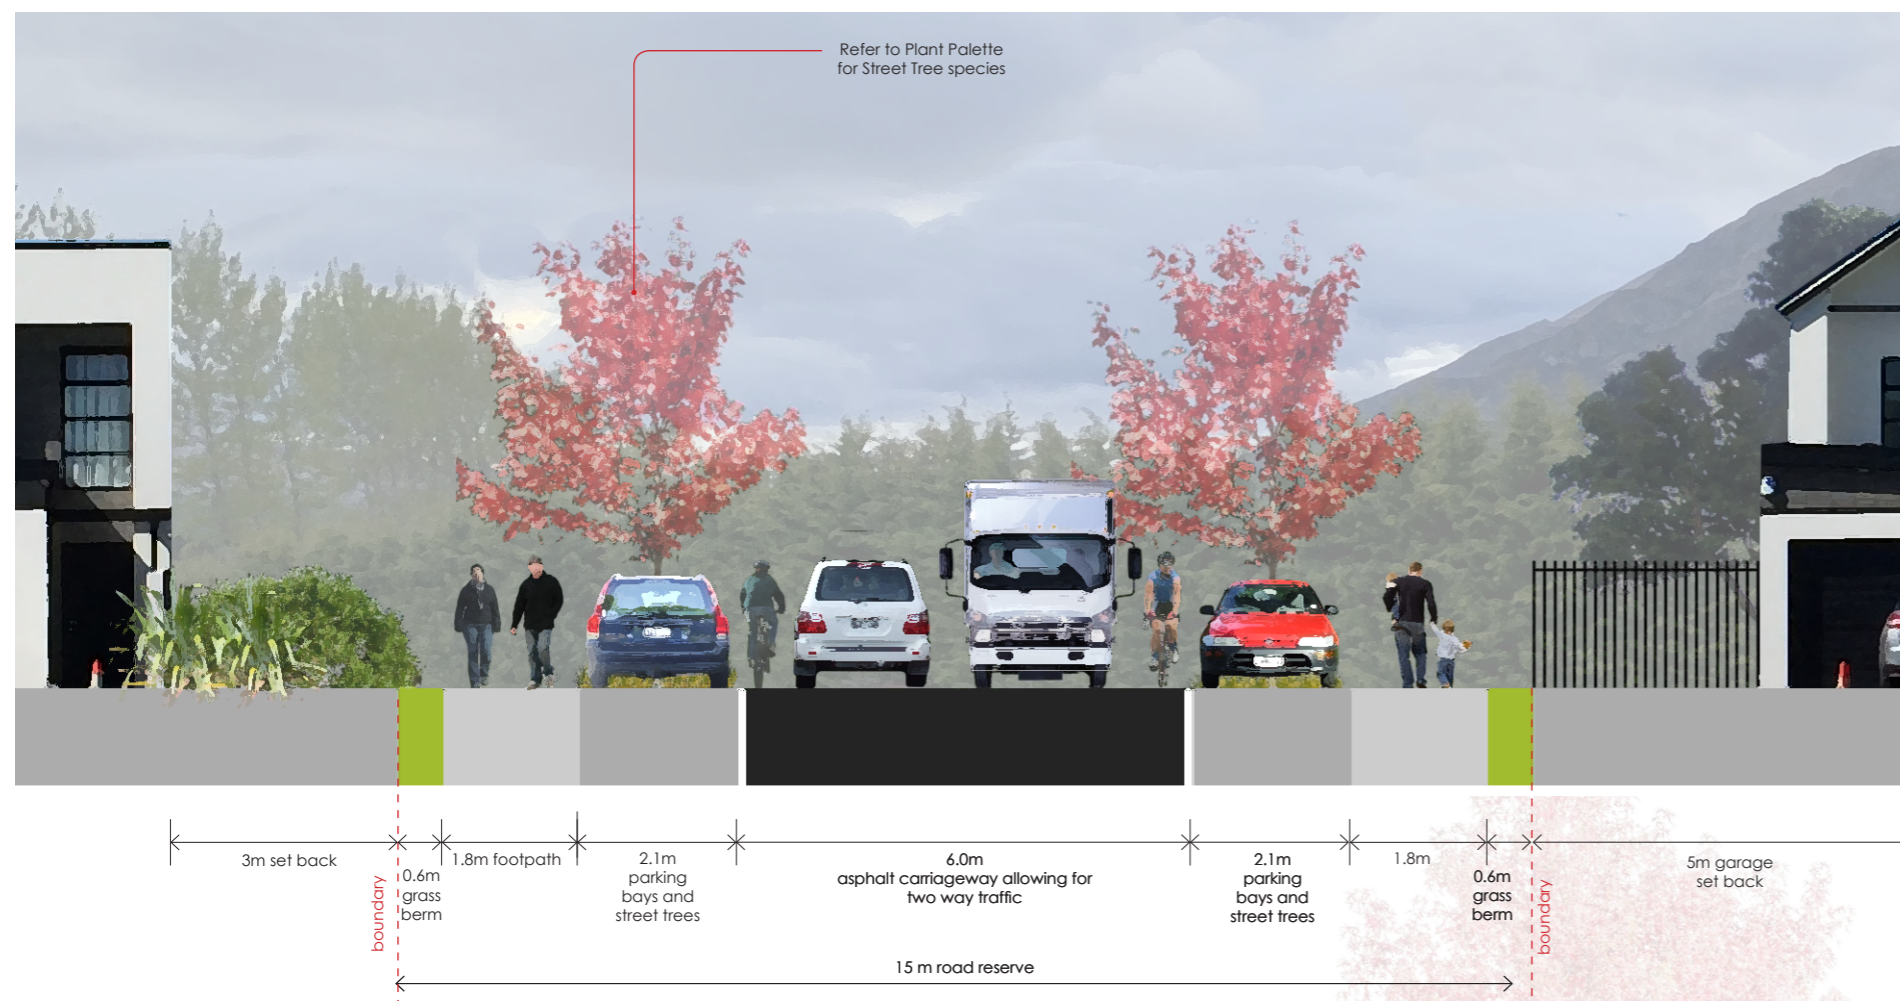 Refer to Plant Palette
for Street Tree species
3m set back
boundary
0.6m
grass
berm
1.8m footpath
2.1m
parking
bays and
street trees
6.0m
asphalt carriageway allowing for
two way traffic
2.1m
parking
bays and
street trees
1.8m
0.6m
grass
berm
boundary
5m garage
set back
15 m road reserve